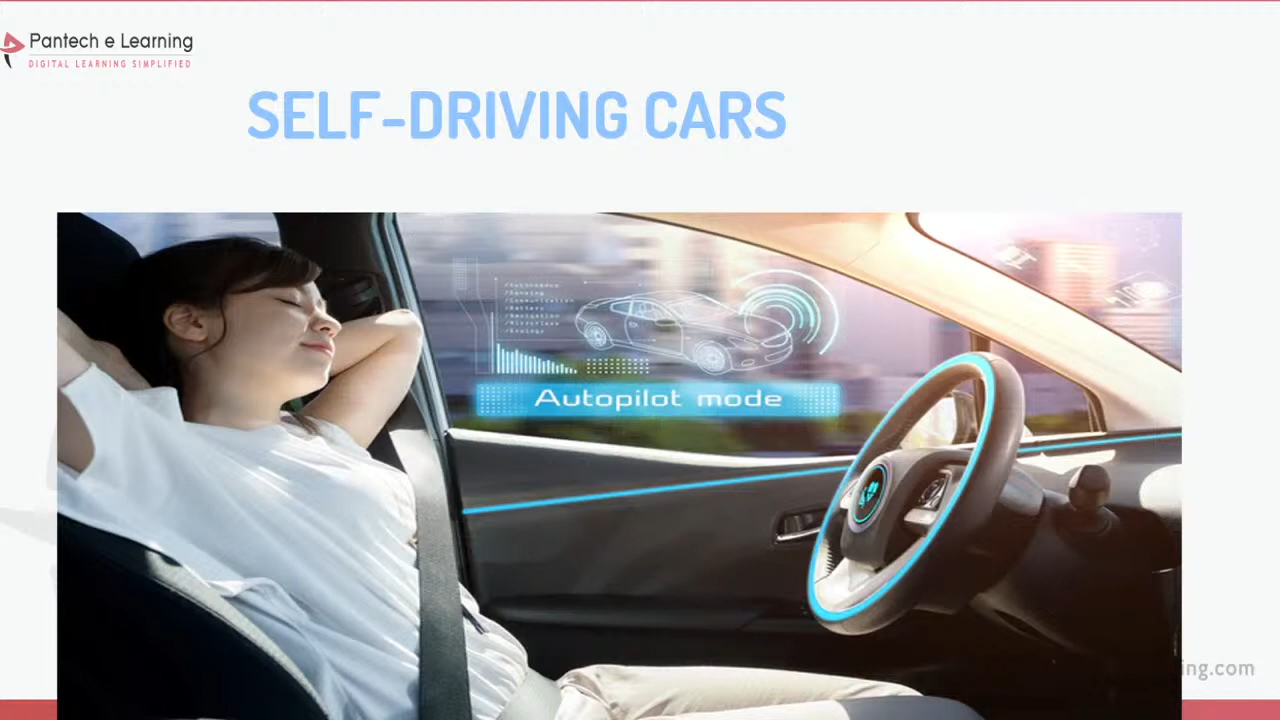 Pantech e Learning
DIGITAL LEARNING SIMPLIFIED
SELF-DRIVING CARS
Autopilot mode
ing.com